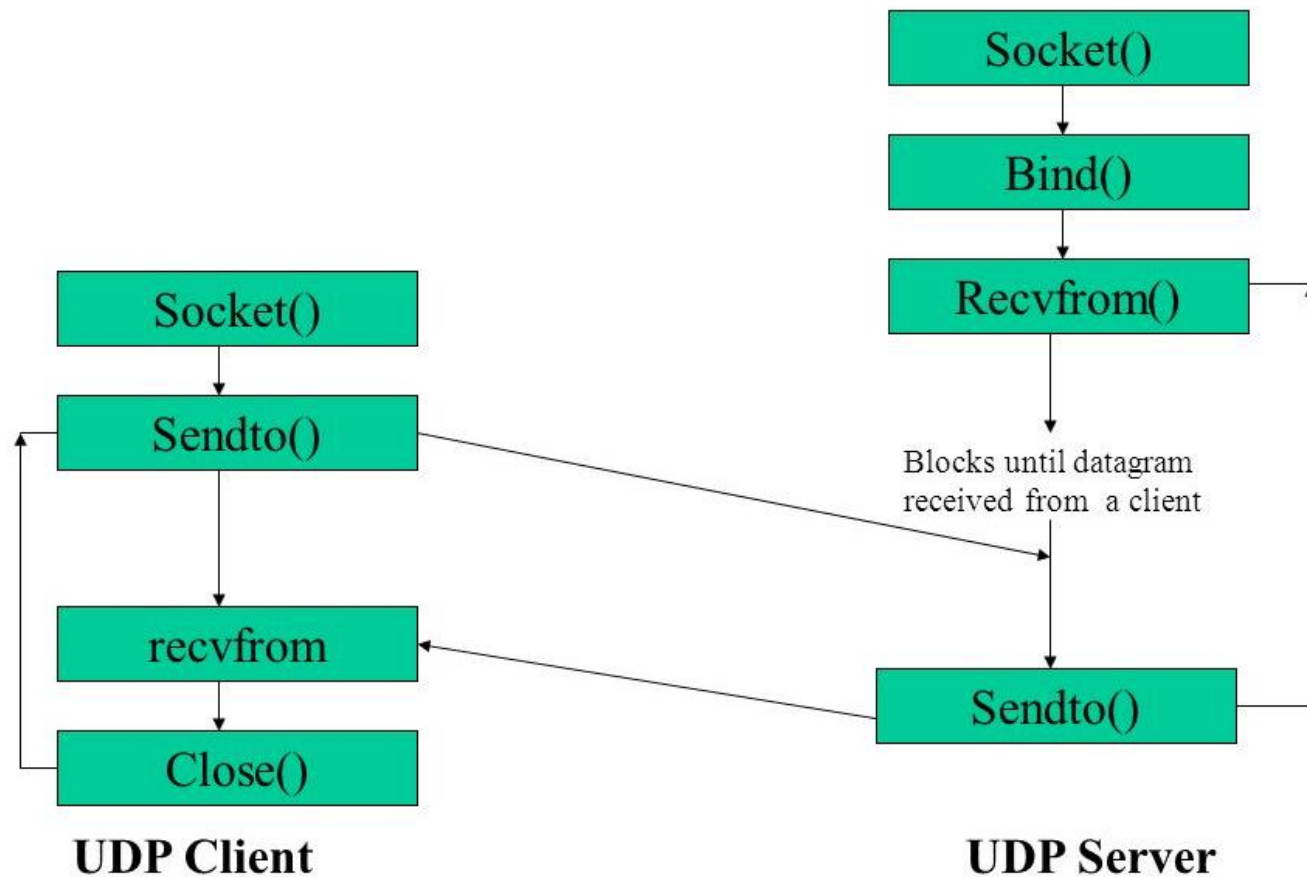 Socket()
Bind()
Recvfrom()
Socket()
Sendto()
Blocks until datagram
received from a client
recvfrom
Sendto()
Close()
UDP Client
UDP Server